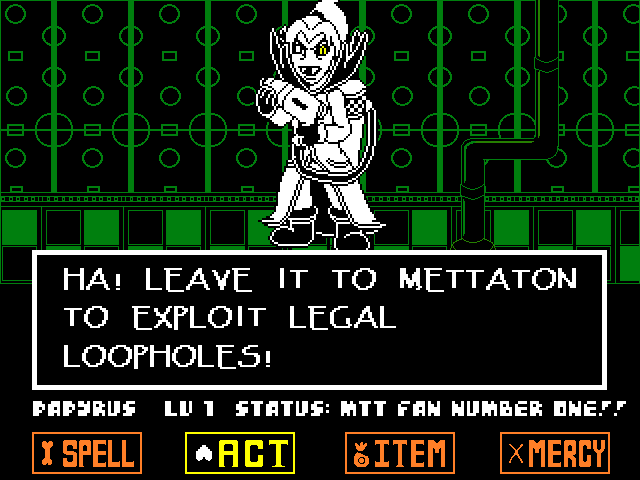 HA! LEAVE IT TO METTATON
TO EXPLOIT LEGAL
LOOPHOLES!
PAPYRUS LV 1 STATUS: MTT FAN NUMBER ONE!!
SPELL ACT ITEM MERCY